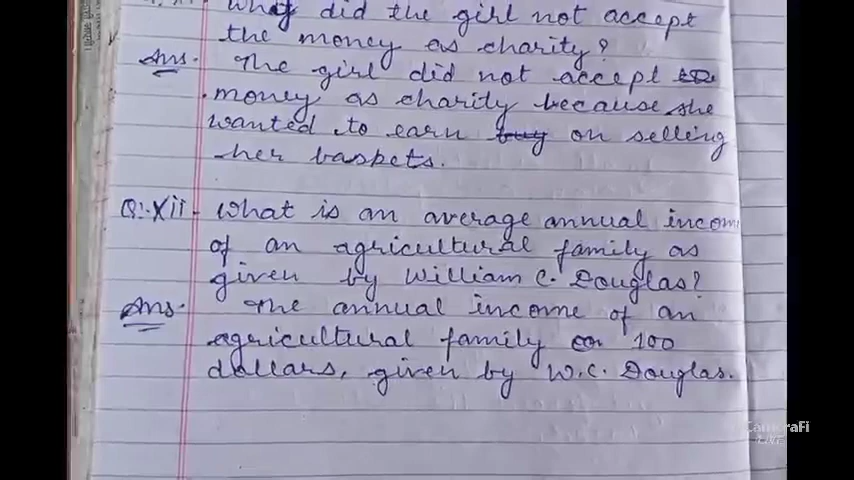 what did the girl not accept
the money as charity?
Ans. The girl did not accept
money as charity because she
wanted to earn buy on selling
her baskets.
Q:-Xii- What is an average annual incom
of an agricultural family as
given by William C. Douglas?
Ans. The annual income of an
agricultural family 100
dollars, given by W.C. Douglas.
CameraFi
LIVE